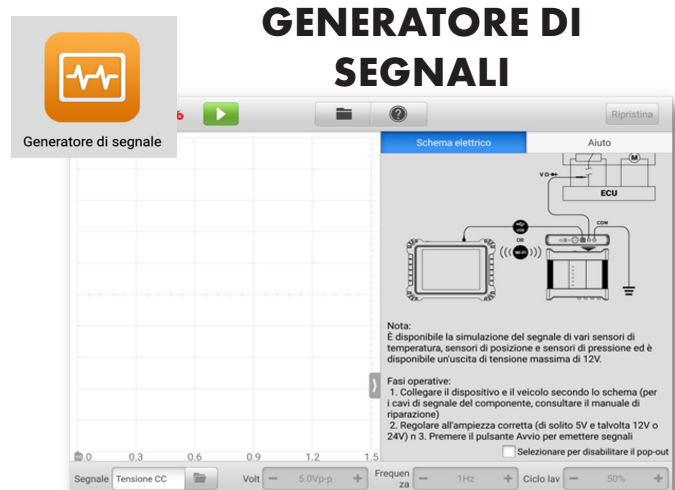 GENERATORE DI
SEGNALI
Generatore di segnale
Ripristina
Schema elettrico
Aiuto
M
V
ECU
COM
USB
OR
Wi-Fi
Nota:
È disponibile la simulazione del segnale di vari sensori di
temperatura, sensori di posizione e sensori di pressione ed è
disponibile un'uscita di tensione massima di 12V.
Fasi operative:
1. Collegare il dispositivo e il veicolo secondo lo schema (per
i cavi di segnale del componente, consultare il manuale di
riparazione)
2. Regolare all'ampiezza corretta (di solito 5V e talvolta 12V o
24V) n 3. Premere il pulsante Avvio per emettere segnali
Selezionare per disabilitare il pop-out
0.0 0.3 0.6 0.9 1.2 1.5
Segnale Tensione CC Volt − 5.0Vp-p + Frequen
za − 1Hz + Ciclo lav − 50% +